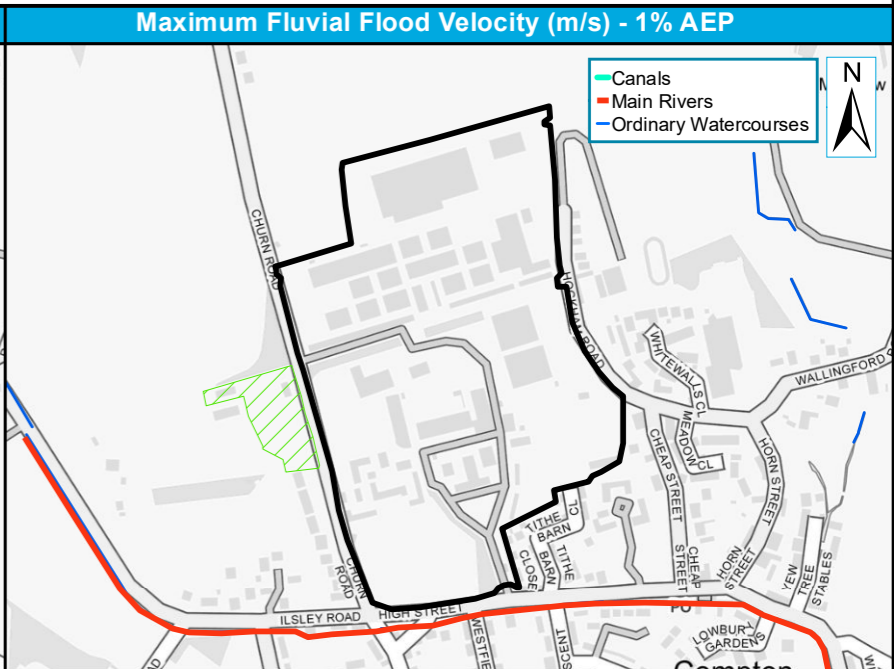 Maximum Fluvial Flood Velocity (m/s) - 1% AEP
Canals
Main Rivers
Ordinary Watercourses
N
CHURN ROAD
HOCKHAM ROAD
WHITEWALLS CL
MEADOW
CL
WALLINGFORD
CHEAP STREET
HORN STREET
TITHE
BARN
CL
TITHE
BARN
CLOSE
CHURN
ROAD
CHEAP
STREET
HORN
STREET
YEW
TREE
STABLES
ILSLEY ROAD
HIGH STREET
PO
LOWBURY
GARDENS
Compton